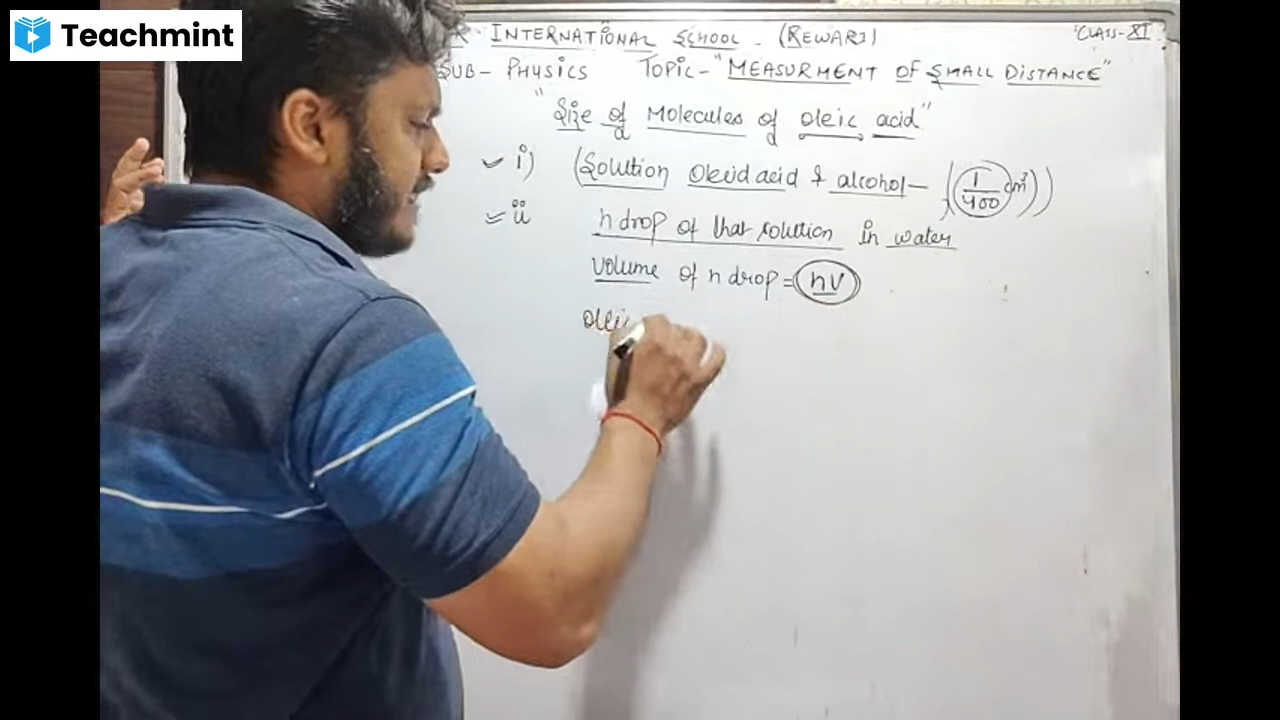 Teachmint
R INTERNATIONAL SCHOOL - (REWARI) CLASS-XI
SUB- PHYSICS TOPIC- "MEASURMENT OF SMALL DISTANCE"
"Size of Molecules of oleic acid"
i) (Solution Oleid acid & alcohol- (1/400 cm³))
ii n drop of that solution in water
volume of n drop = nv
Oleic